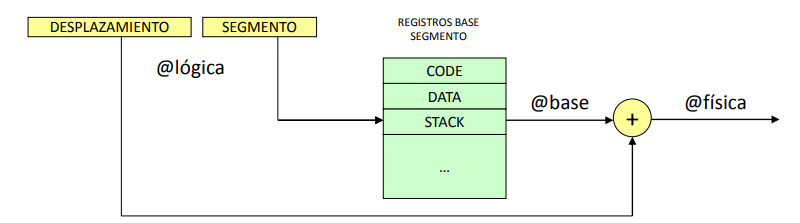 DESPLAZAMIENTO
SEGMENTO
@lógica
REGISTROS BASE
SEGMENTO
CODE
DATA
STACK
...
@base
+
@física